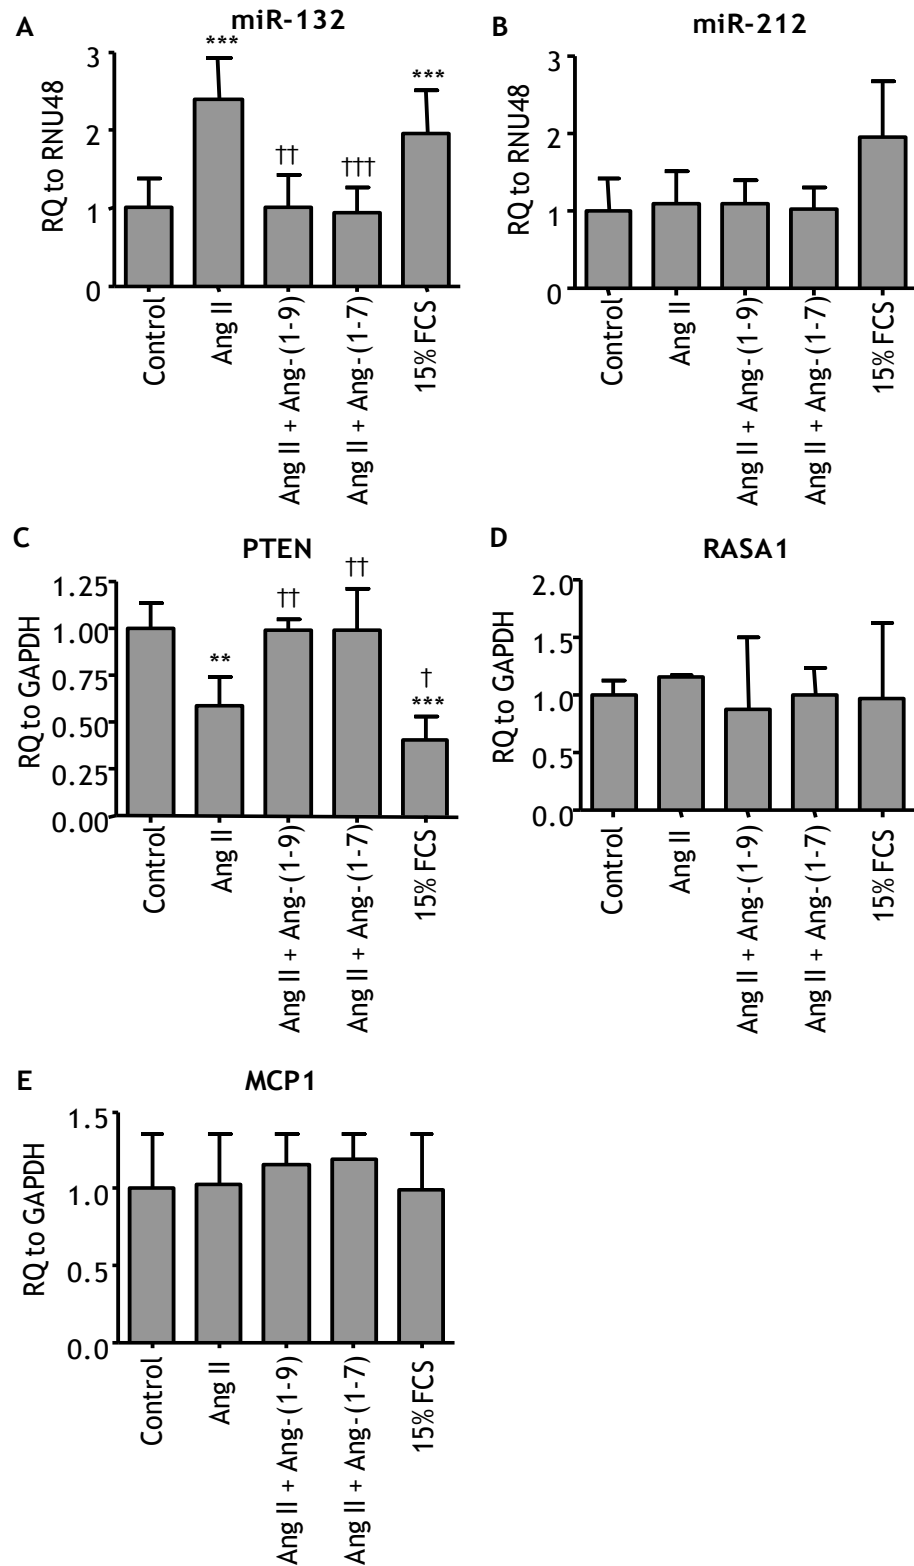 A
miR-132
RQ to RNU48
3
2
1
0
***
††
†††
***
Control
Ang II
Ang II + Ang-(1-9)
Ang II + Ang-(1-7)
15% FCS
B
miR-212
RQ to RNU48
3
2
1
0
Control
Ang II
Ang II + Ang-(1-9)
Ang II + Ang-(1-7)
15% FCS
C
PTEN
RQ to GAPDH
1.25
1.00
0.75
0.50
0.25
0.00
**
††
††
†
***
Control
Ang II
Ang II + Ang-(1-9)
Ang II + Ang-(1-7)
15% FCS
D
RASA1
RQ to GAPDH
2.0
1.5
1.0
0.5
0.0
Control
Ang II
Ang II + Ang-(1-9)
Ang II + Ang-(1-7)
15% FCS
E
MCP1
RQ to GAPDH
1.5
1.0
0.5
0.0
Control
Ang II
Ang II + Ang-(1-9)
Ang II + Ang-(1-7)
15% FCS